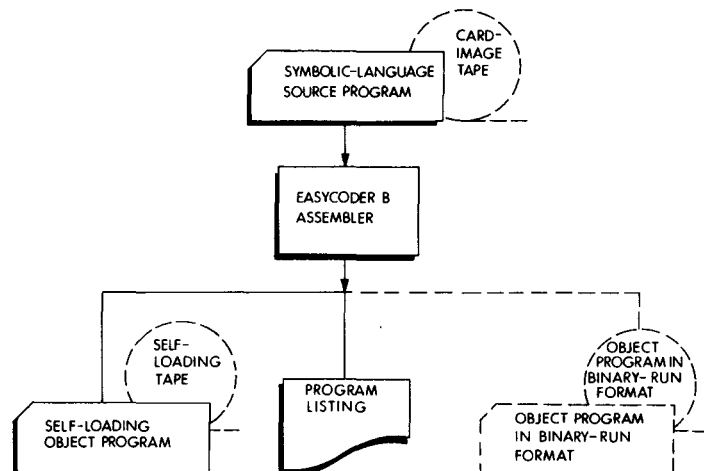 CARD-
IMAGE
TAPE
SYMBOLIC-LANGUAGE
SOURCE PROGRAM
EASYCODER B
ASSEMBLER
SELF-
LOADING
TAPE
SELF-LOADING
OBJECT PROGRAM
PROGRAM
LISTING
OBJECT
PROGRAM IN
BINARY-RUN
FORMAT
OBJECT PROGRAM
IN BINARY-RUN
FORMAT